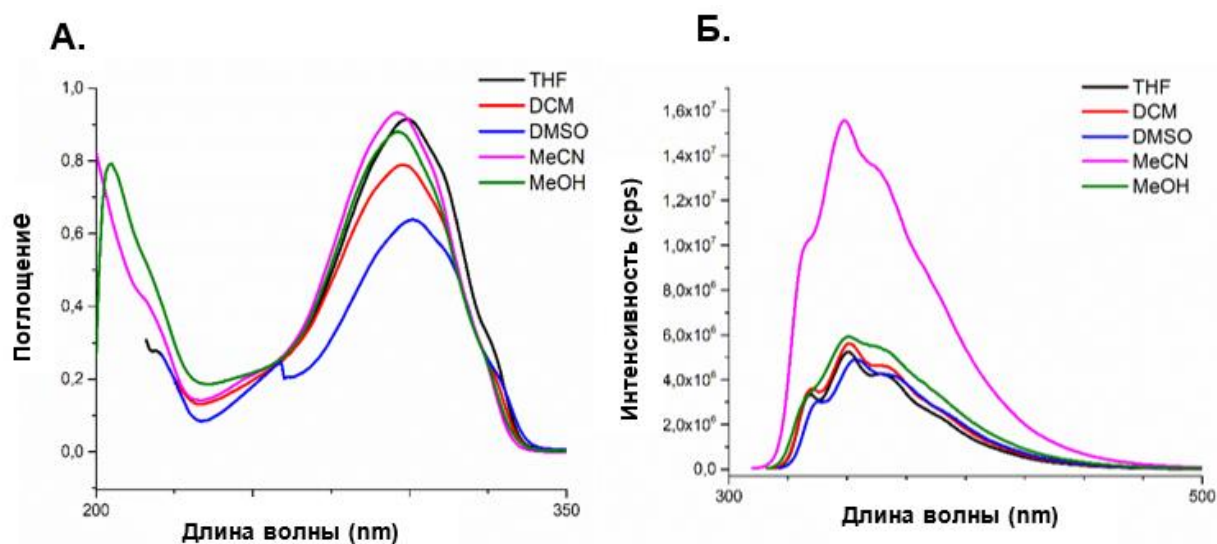 А.
THF
DCM
DMSO
MeCN
MeOH
1,0
0,8
0,6
0,4
0,2
0,0
Поглощение
200
350
Длина волны (nm)
Б.
THF
DCM
DMSO
MeCN
MeOH
1,6x10⁷
1,4x10⁷
1,2x10⁷
1,0x10⁷
8,0x10⁶
6,0x10⁶
4,0x10⁶
2,0x10⁶
0,0
Интенсивность (cps)
300
500
Длина волны (nm)